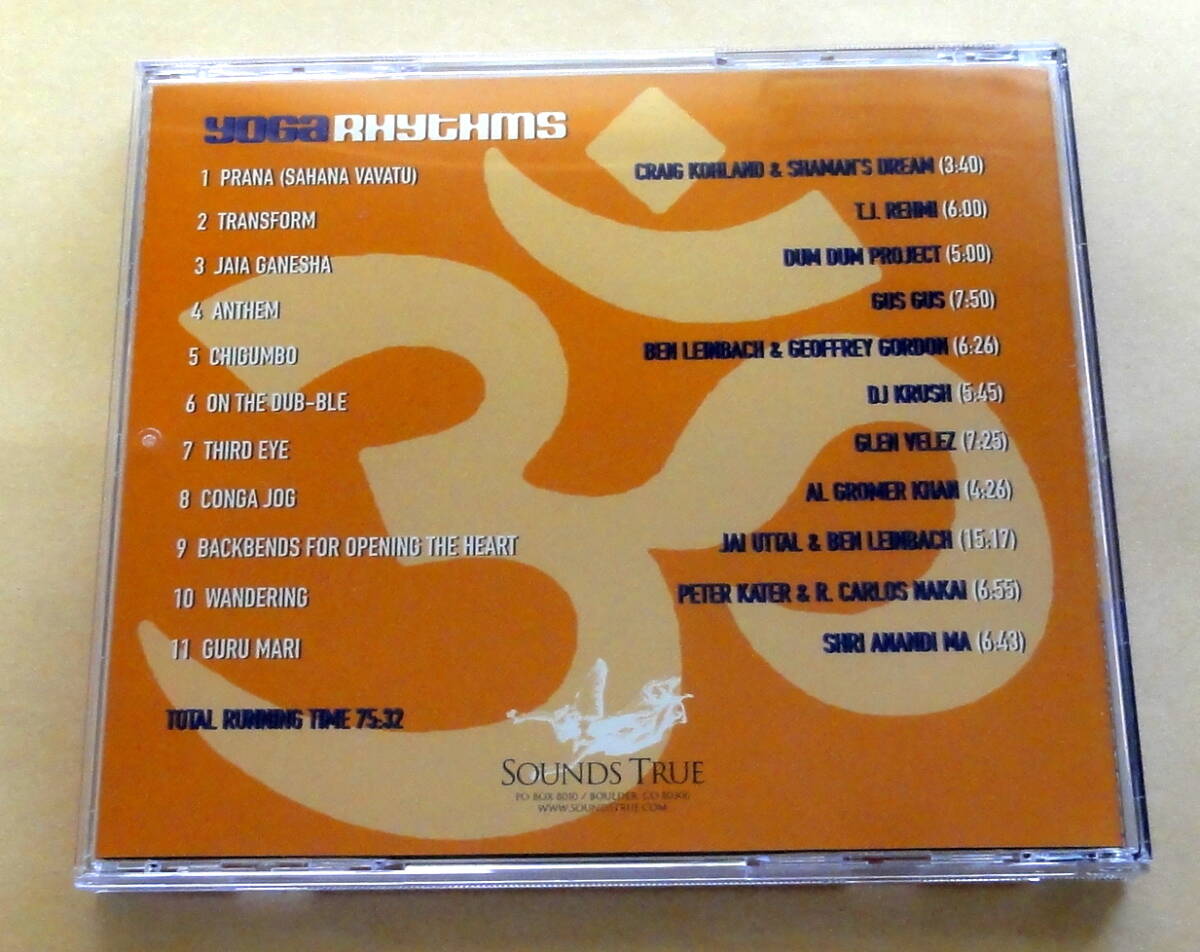 YOGA RHYTHMS
1 PRANA (SAHANA VAVATU) CRAIG KOHLAND & SHAMAN'S DREAM (3:40)
2 TRANSFORM T.J. REHMI (6:00)
3 JAIA GANESHA DUM DUM PROJECT (5:00)
4 ANTHEM GUS GUS (7:50)
5 CHIGUMBO BEN LEINBACH & GEOFFREY GORDON (6:26)
6 ON THE DUB-BLE DJ KRUSH (5:45)
7 THIRD EYE GLEN VELEZ (7:25)
8 CONGA JOG AL GROMER KHAN (4:26)
9 BACKBENDS FOR OPENING THE HEART JAI UTTAL & BEN LEINBACH (15:17)
10 WANDERING PETER KATER & R. CARLOS NAKAI (6:55)
11 GURU MARI SHRI ANANDI MA (6:43)
TOTAL RUNNING TIME 75:32
SOUNDS TRUE
PO BOX 8010 / BOULDER, CO 80306
WWW.SOUNDSTRUE.COM